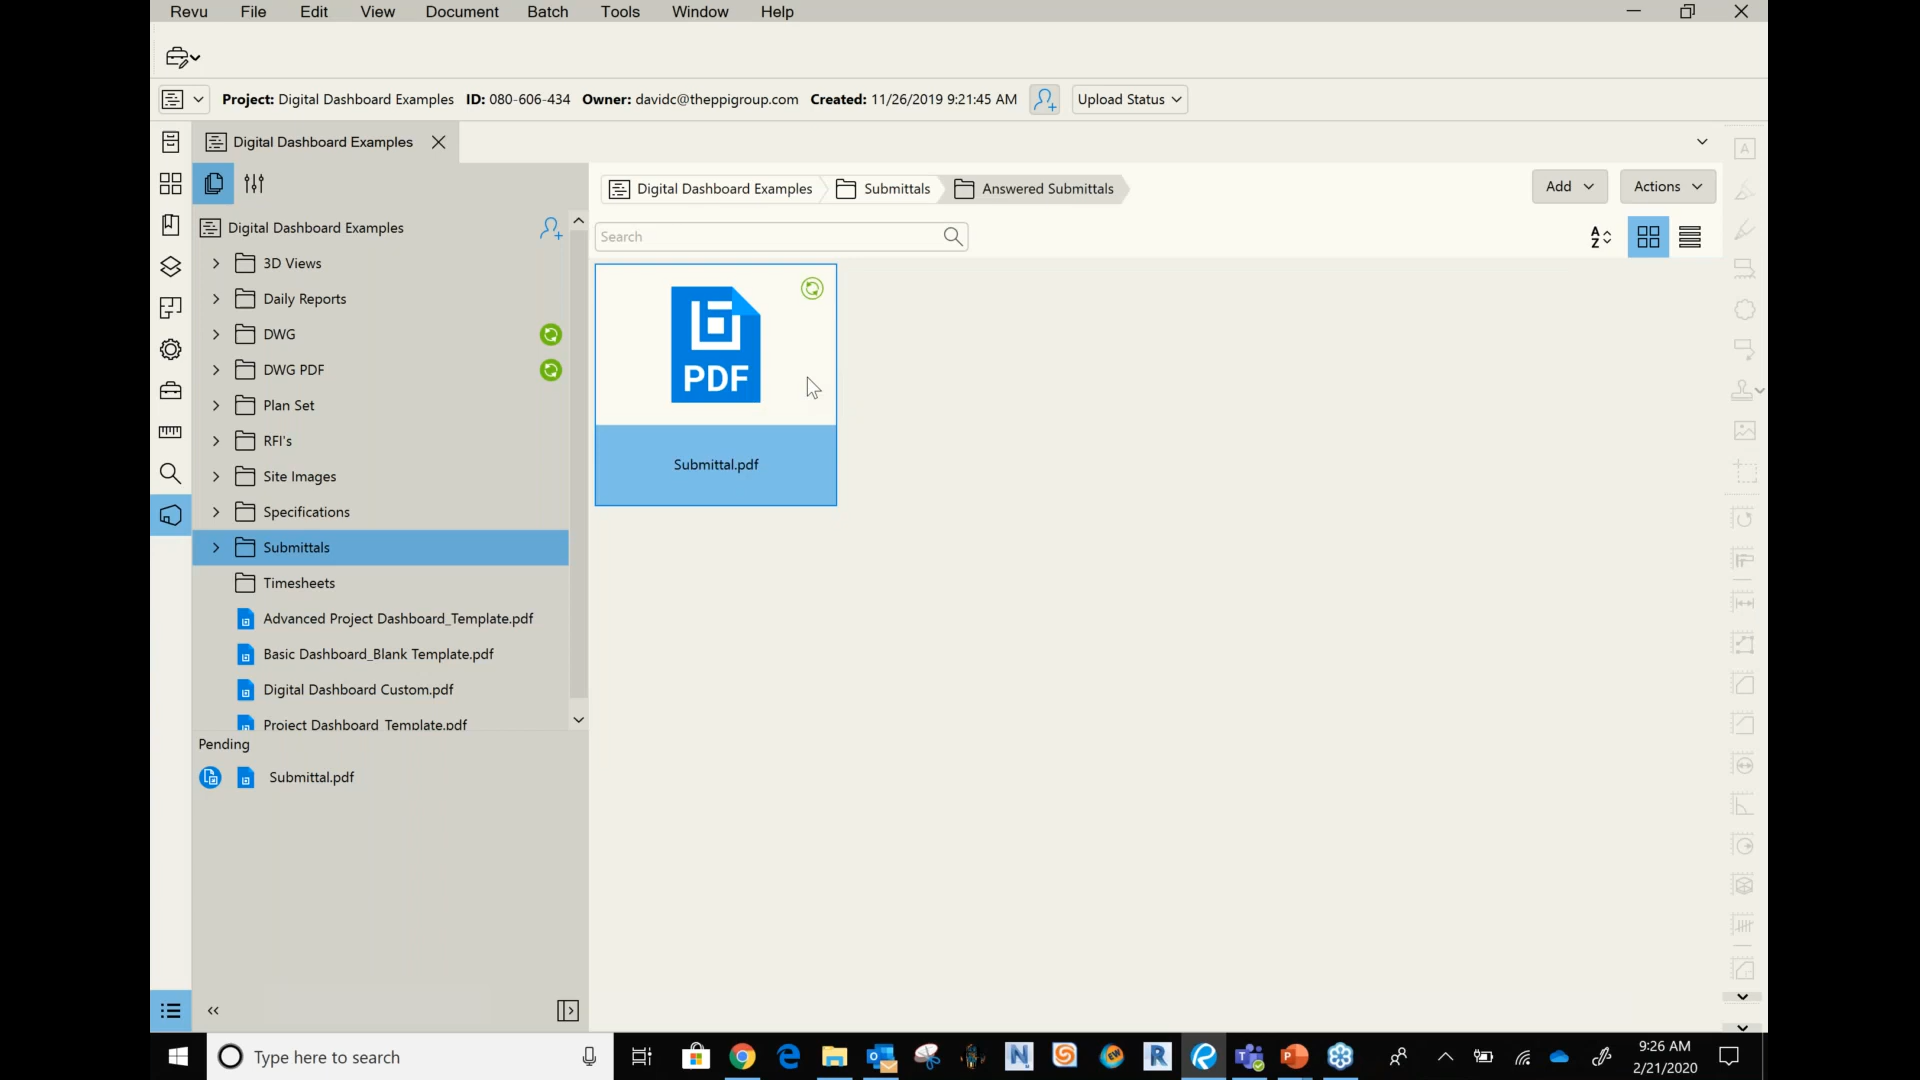 Revu File Edit View Document Batch Tools Window Help
Project: Digital Dashboard Examples ID: 080-606-434 Owner: davidc@theppigroup.com Created: 11/26/2019 9:21:45 AM Upload Status
Digital Dashboard Examples
Digital Dashboard Examples Submittals Answered Submittals Add Actions
Digital Dashboard Examples
Search
A
Z
3D Views
Daily Reports
DWG
DWG PDF
Plan Set
RFI's
Site Images
Specifications
Submittals
Timesheets
Advanced Project Dashboard_Template.pdf
Basic Dashboard_Blank Template.pdf
Digital Dashboard Custom.pdf
Project Dashboard_Template.pdf
PDF
Submittal.pdf
Pending
Submittal.pdf
Type here to search
9:26 AM
2/21/2020